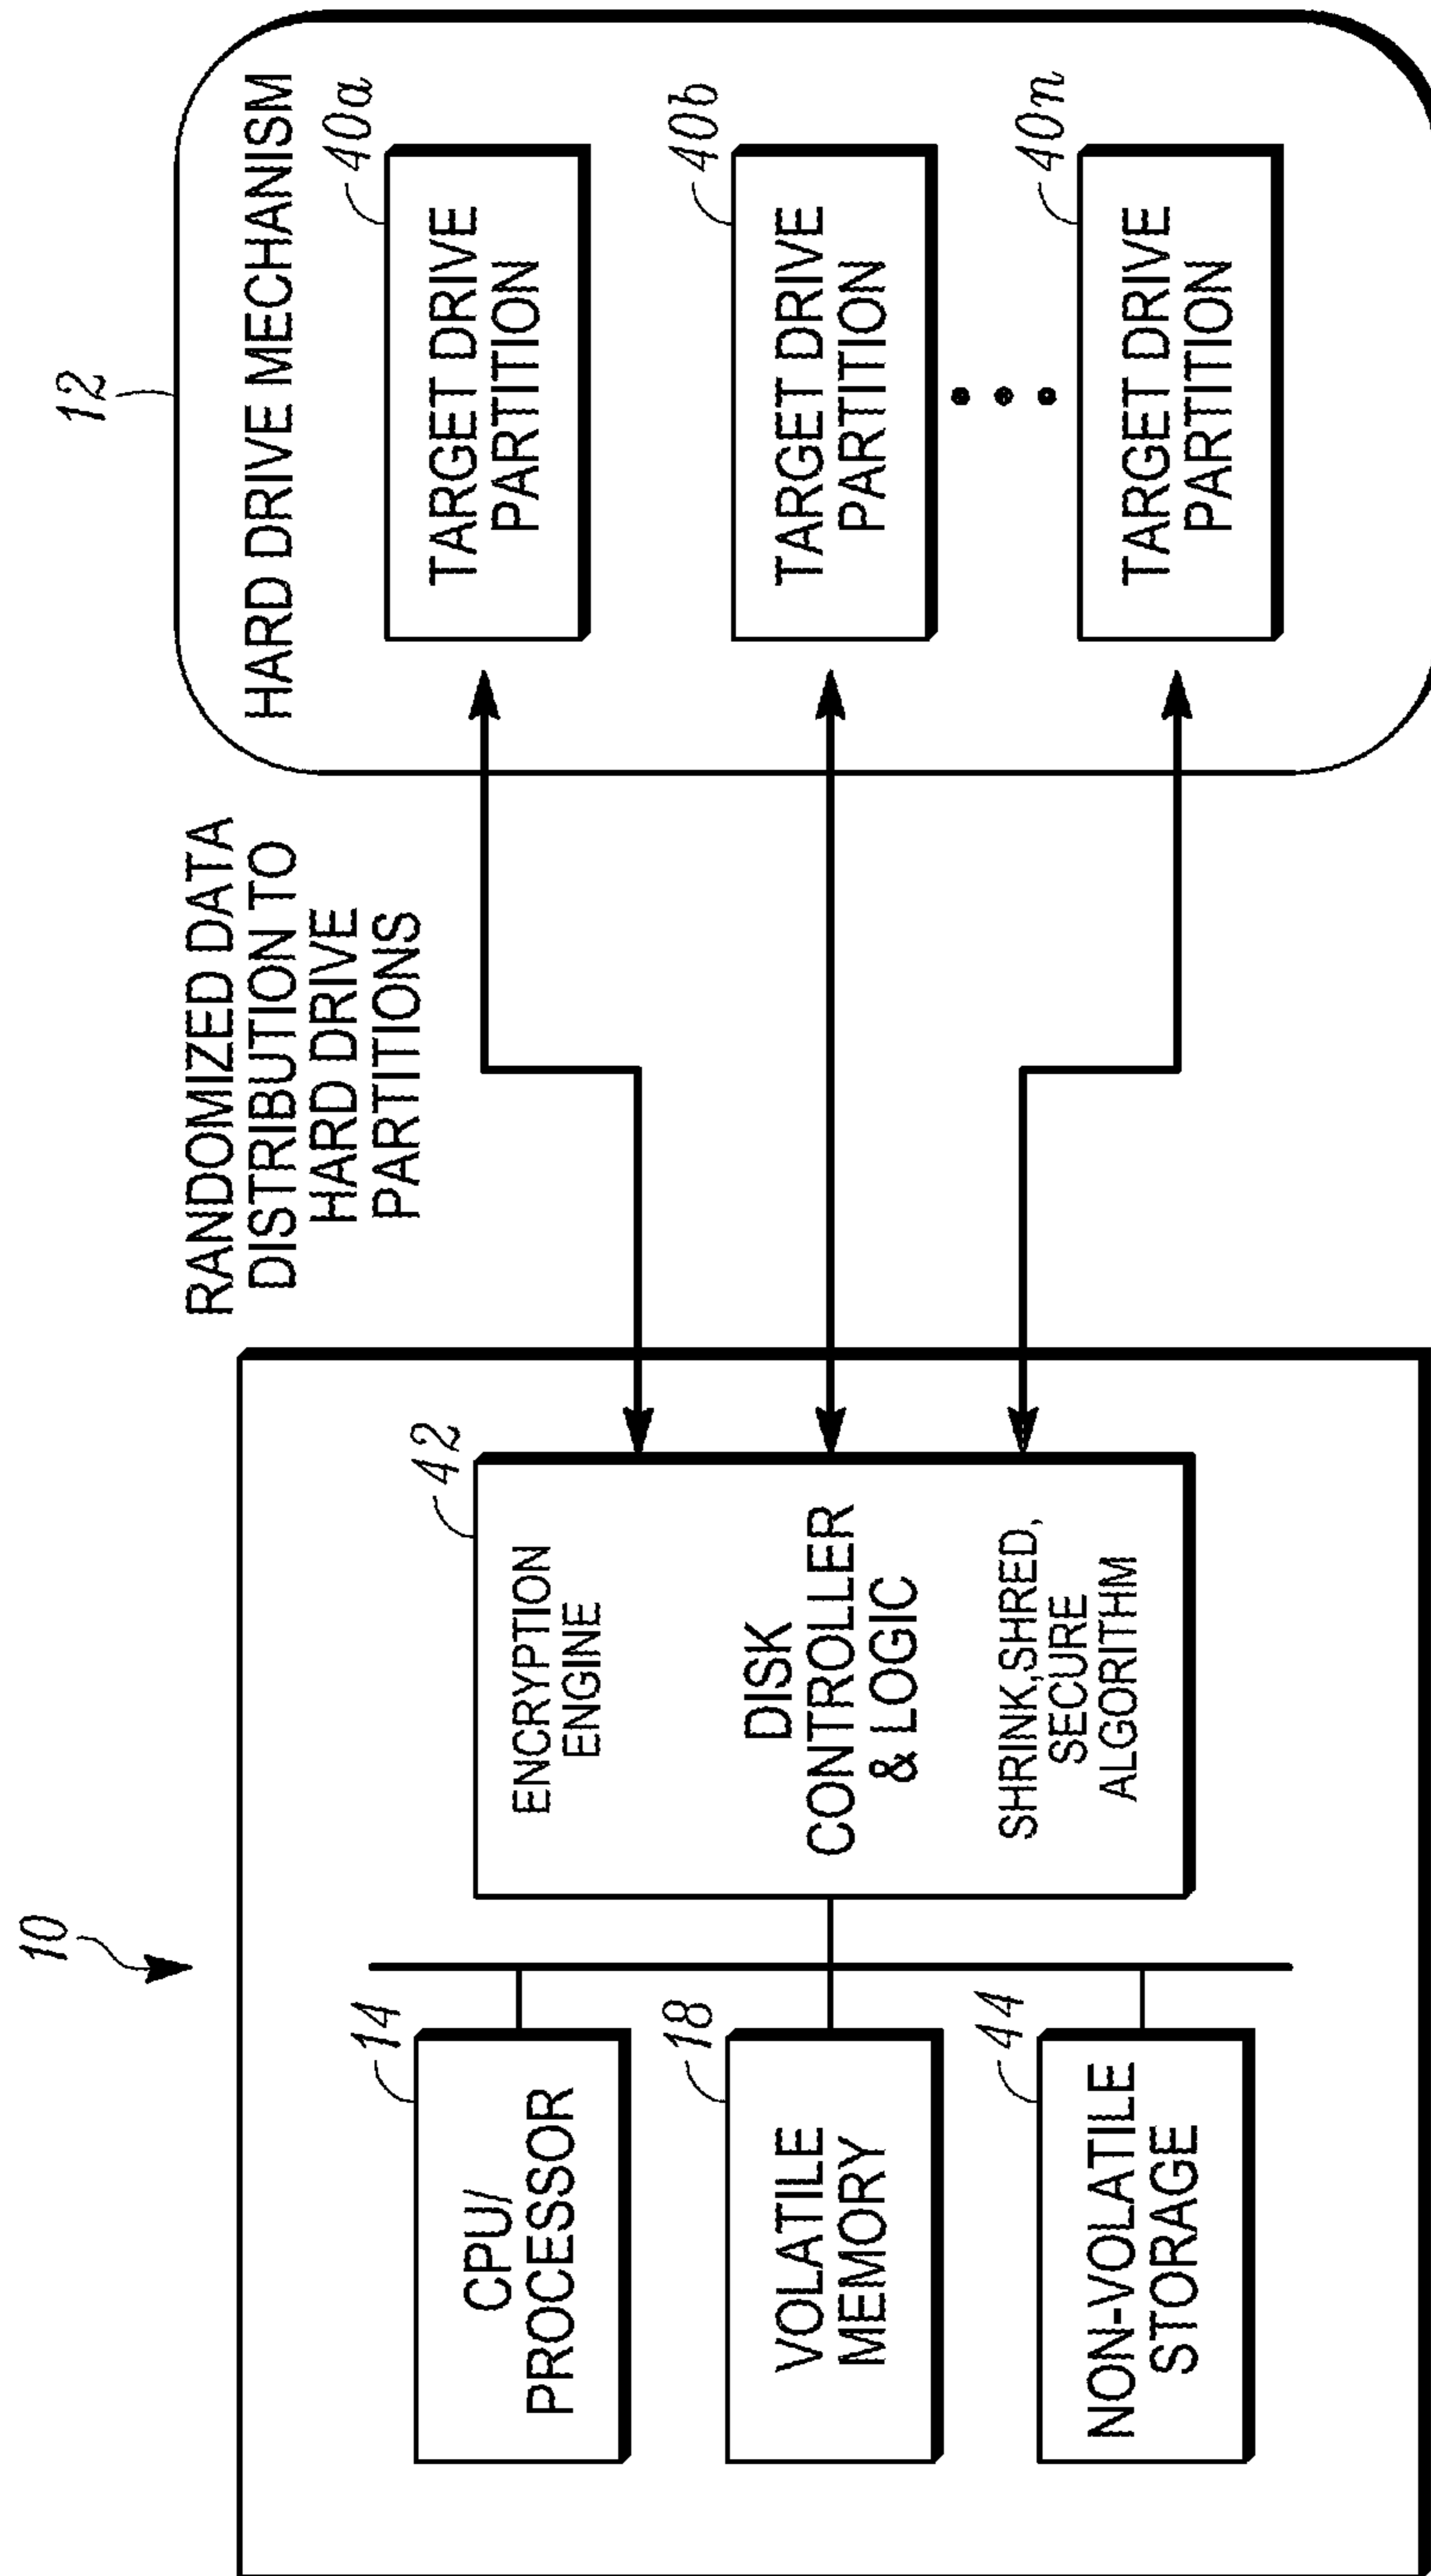 10
14
CPU/
PROCESSOR
18
VOLATILE
MEMORY
44
NON-VOLATILE
STORAGE
42
ENCRYPTION
ENGINE
DISK
CONTROLLER
& LOGIC
SHRINK,SHRED,
SECURE
ALGORITHM
RANDOMIZED DATA
DISTRIBUTION TO
HARD DRIVE
PARTITIONS
12
HARD DRIVE MECHANISM
40a
TARGET DRIVE
PARTITION
40b
TARGET DRIVE
PARTITION
40n
TARGET DRIVE
PARTITION